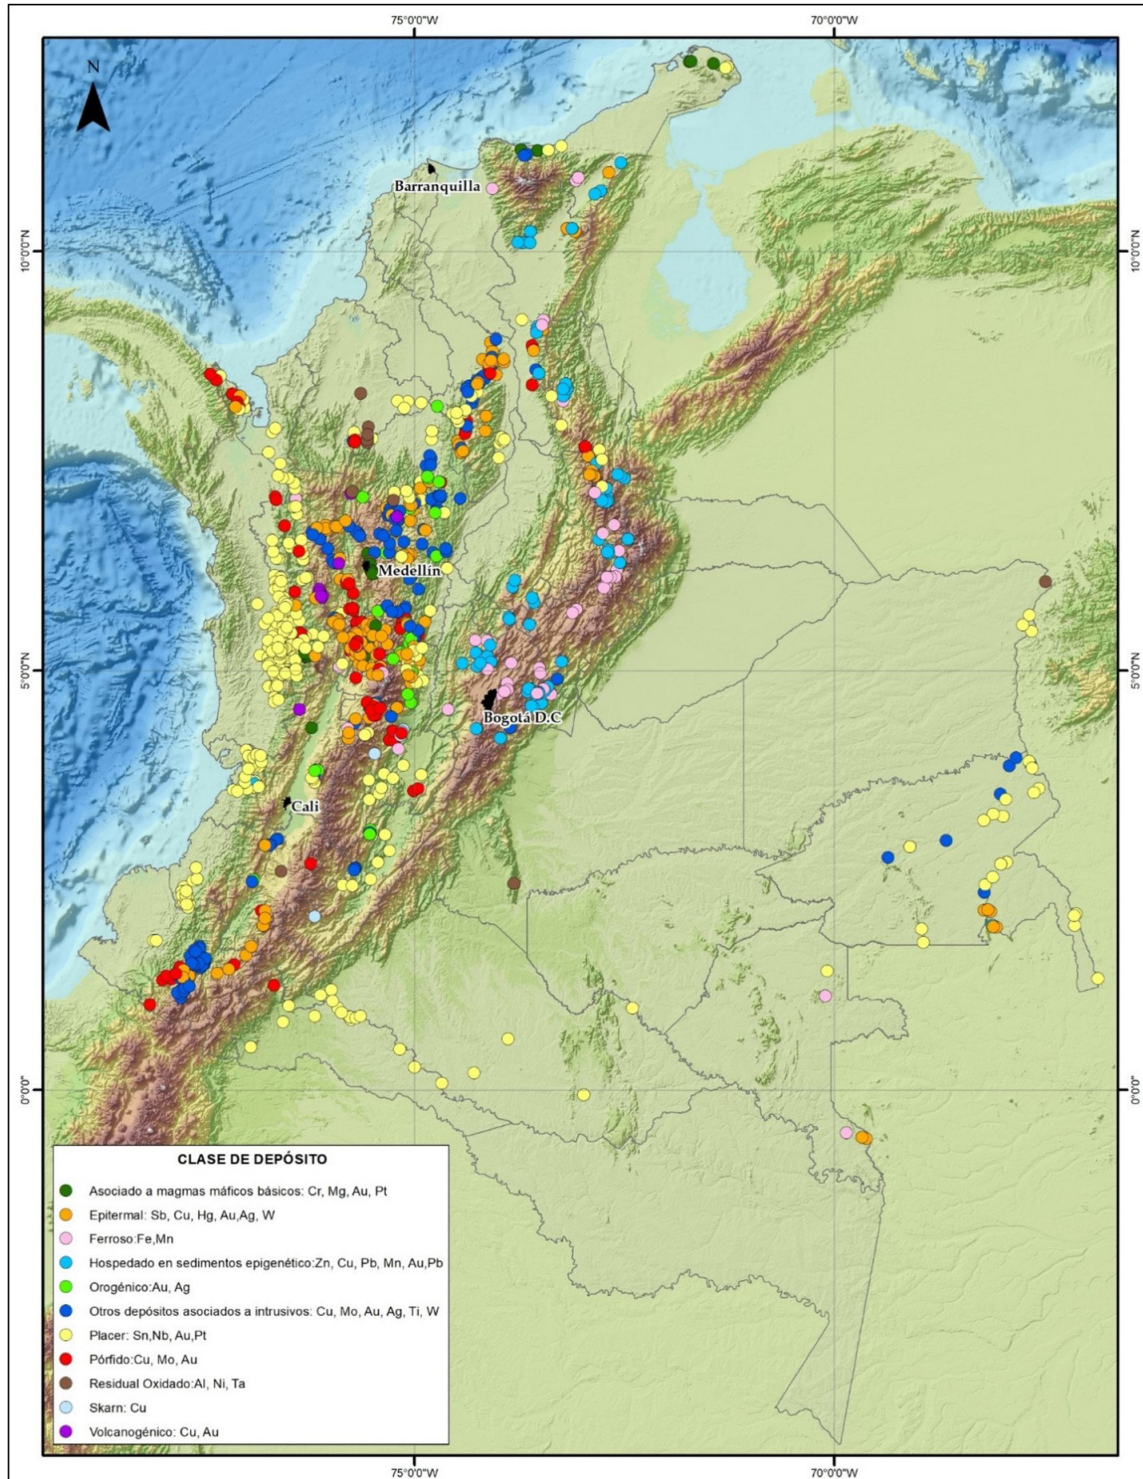 75°0'0"W
70°0'0"W
N
Barranquilla
10°0'0"N
10°0'0"N
Medellín
5°0'0"N
5°0'0"N
Bogotá D.C
Cali
0°0'0"
0°0'0"
CLASE DE DEPÓSITO
Asociado a magmas máficos básicos: Cr, Mg, Au, Pt
Epitermal: Sb, Cu, Hg, Au,Ag, W
Ferroso:Fe,Mn
Hospedado en sedimentos epigenético:Zn, Cu, Pb, Mn, Au,Pb
Orogénico:Au, Ag
Otros depósitos asociados a intrusivos: Cu, Mo, Au, Ag, Ti, W
Placer: Sn,Nb, Au,Pt
Pórfido:Cu, Mo, Au
Residual Oxidado:Al, Ni, Ta
Skarn: Cu
Volcanogénico: Cu, Au
75°0'0"W
70°0'0"W